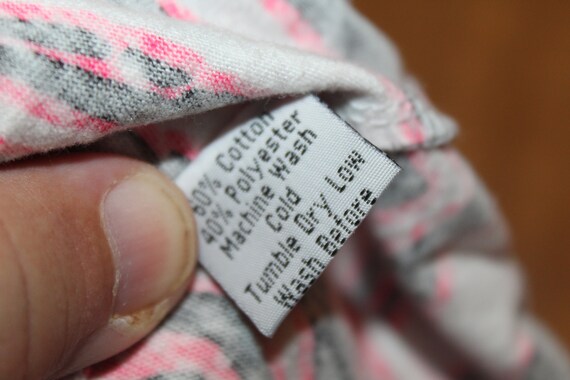 60% Cotton
40% Polyester
Machine Wash
Cold
Tumble Dry Low
Wash Before